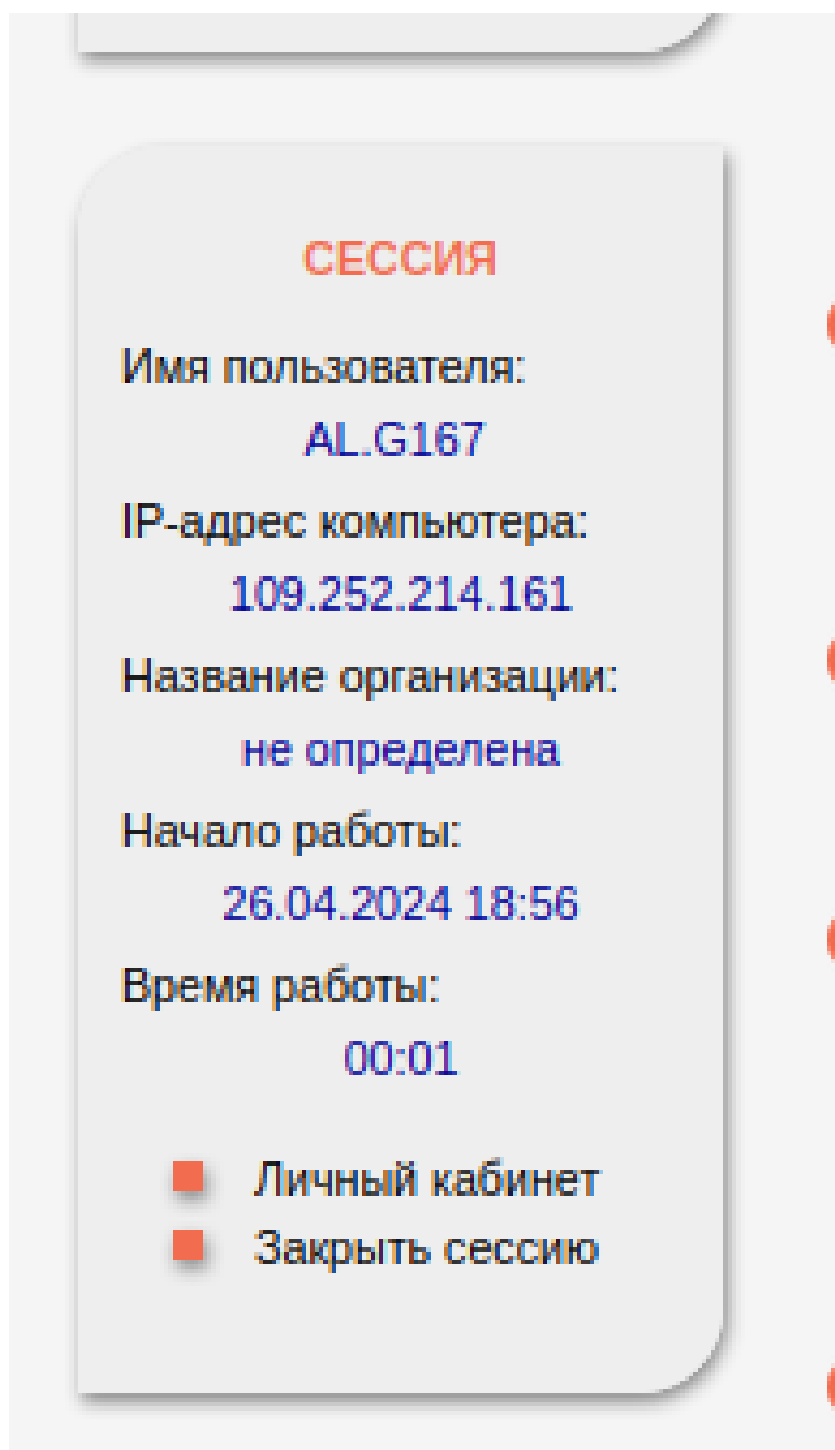 СЕССИЯ
Имя пользователя:
AL.G167
IP-адрес компьютера:
109.252.214.161
Название организации:
не определена
Начало работы:
26.04.2024 18:56
Время работы:
00:01
Личный кабинет
Закрыть сессию